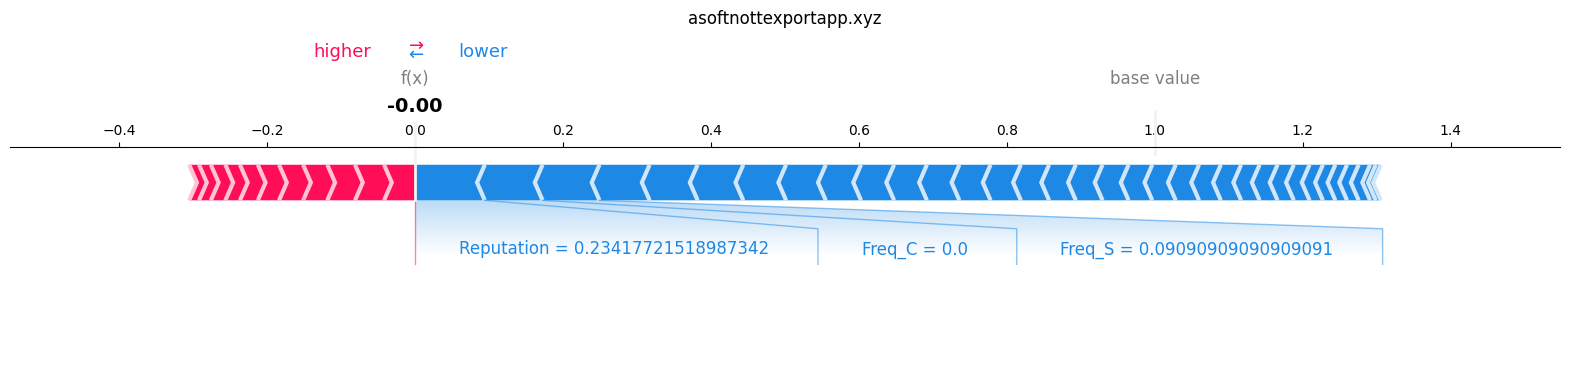 asoftnottexportapp.xyz
higher ⇄ lower
f(x) base value
-0.00
−0.4 −0.2 0.0 0.2 0.4 0.6 0.8 1.0 1.2 1.4
Reputation = 0.23417721518987342 Freq_C = 0.0 Freq_S = 0.09090909090909091